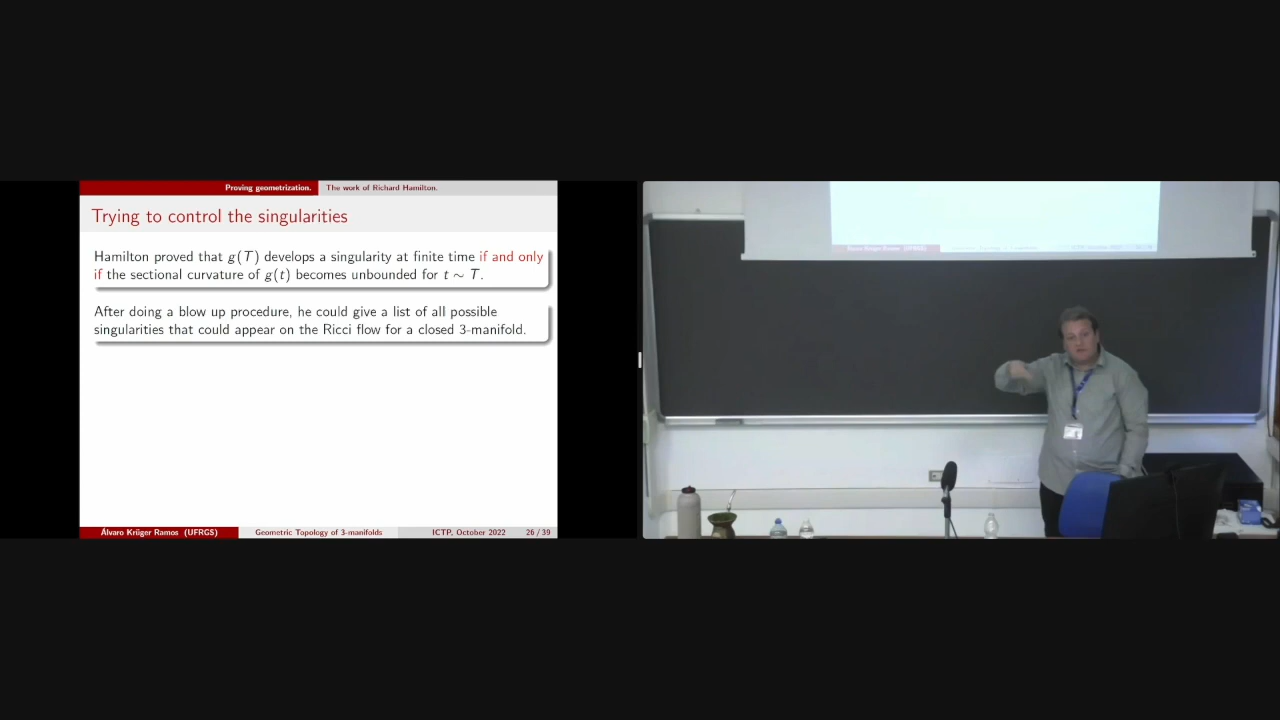 Proving geometrization. The work of Richard Hamilton.
Trying to control the singularities
Hamilton proved that g(T) develops a singularity at finite time if and only
if the sectional curvature of g(t) becomes unbounded for t ∼ T.
After doing a blow up procedure, he could give a list of all possible
singularities that could appear on the Ricci flow for a closed 3-manifold.
Álvaro Krüger Ramos (UFRGS) Geometric Topology of 3-manifolds ICTP, October 2022 26 / 39